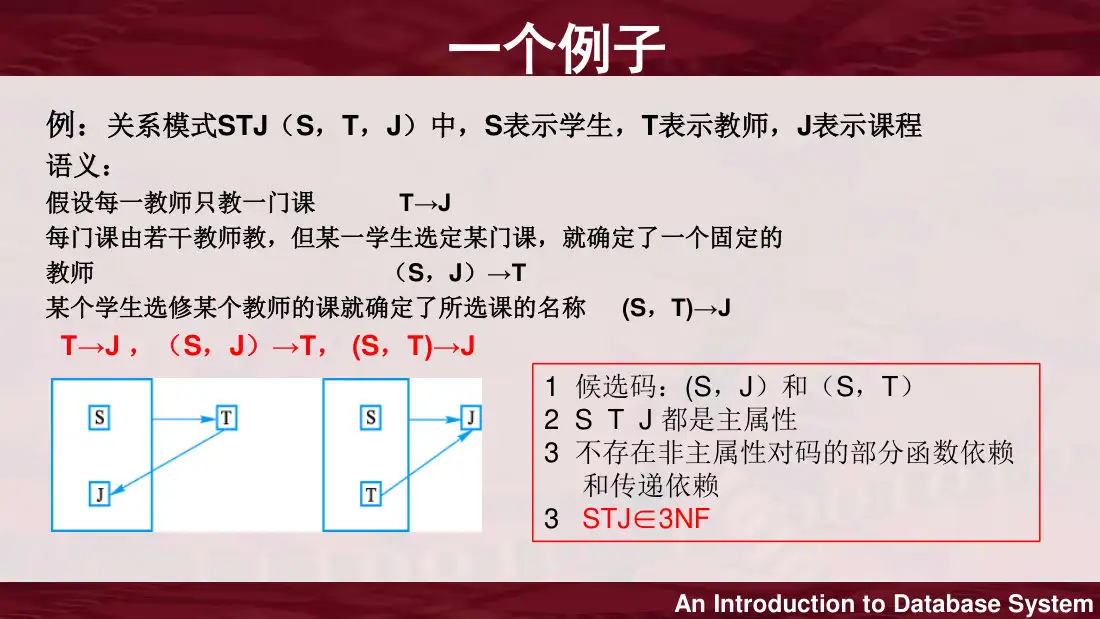 一个例子
例：关系模式STJ（S，T，J）中，S表示学生，T表示教师，J表示课程
语义：
假设每一教师只教一门课 T→J
每门课由若干教师教，但某一学生选定某门课，就确定了一个固定的
教师 （S，J）→T
某个学生选修某个教师的课就确定了所选课的名称 (S，T)→J
T→J ，（S，J）→T， (S，T)→J
S T J
S J T
1 候选码：(S，J）和（S，T）
2 S T J 都是主属性
3 不存在非主属性对码的部分函数依赖
和传递依赖
3 STJ∈3NF
An Introduction to Database System